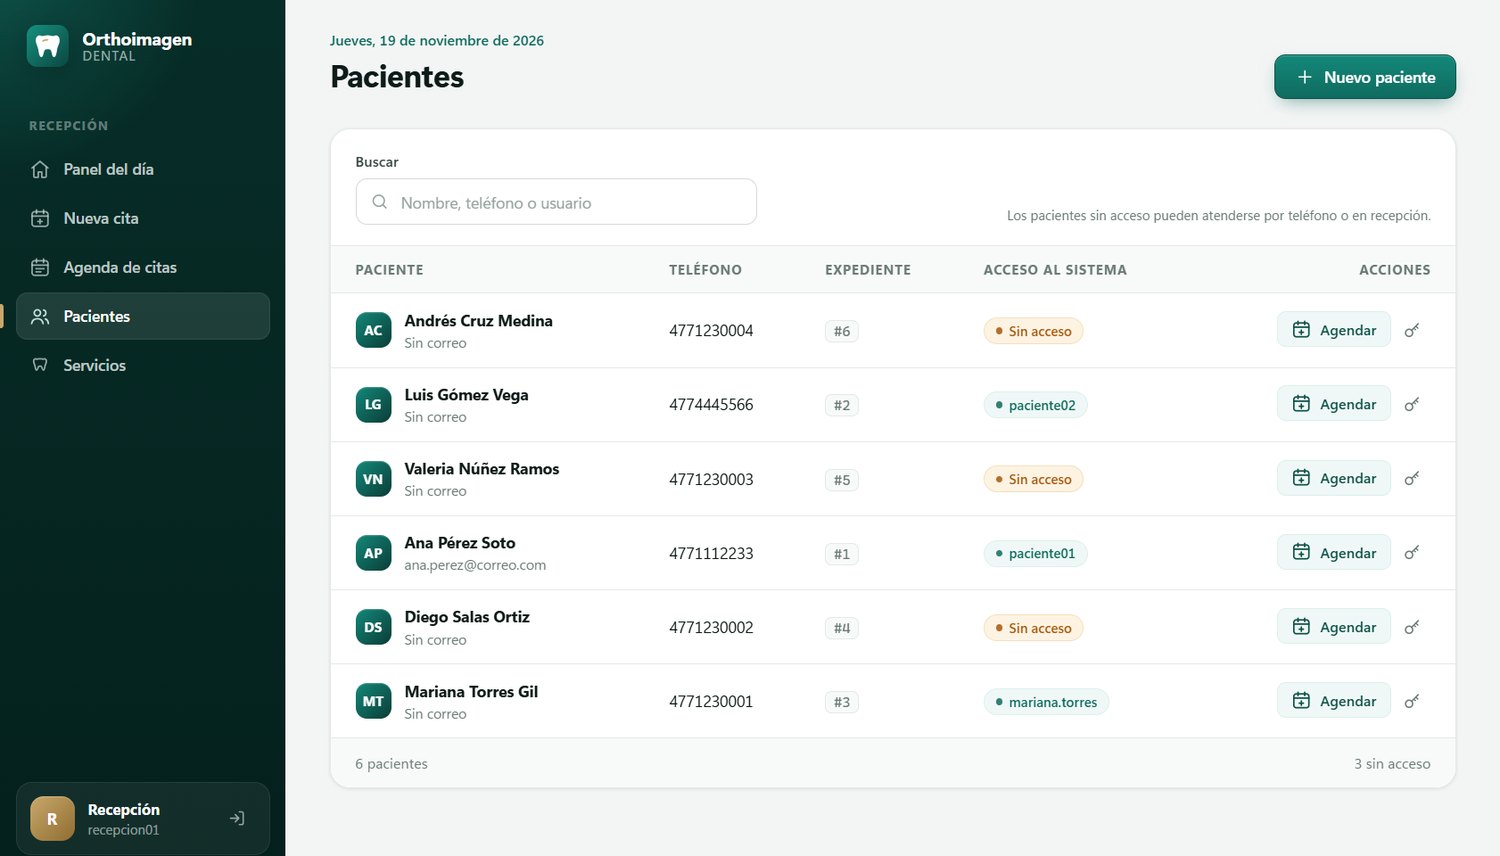 Orthoimagen
DENTAL
RECEPCIÓN
Panel del día
Nueva cita
Agenda de citas
Pacientes
Servicios
R
Recepción
recepcion01
Jueves, 19 de noviembre de 2026
Pacientes
Nuevo paciente
Buscar
Nombre, teléfono o usuario
Los pacientes sin acceso pueden atenderse por teléfono o en recepción.
PACIENTE TELÉFONO EXPEDIENTE ACCESO AL SISTEMA ACCIONES
AC Andrés Cruz Medina 4771230004 #6 Sin acceso Agendar
Sin correo
LG Luis Gómez Vega 4774445566 #2 paciente02 Agendar
Sin correo
VN Valeria Núñez Ramos 4771230003 #5 Sin acceso Agendar
Sin correo
AP Ana Pérez Soto 4771112233 #1 paciente01 Agendar
ana.perez@correo.com
DS Diego Salas Ortiz 4771230002 #4 Sin acceso Agendar
Sin correo
MT Mariana Torres Gil 4771230001 #3 mariana.torres Agendar
Sin correo
6 pacientes 3 sin acceso